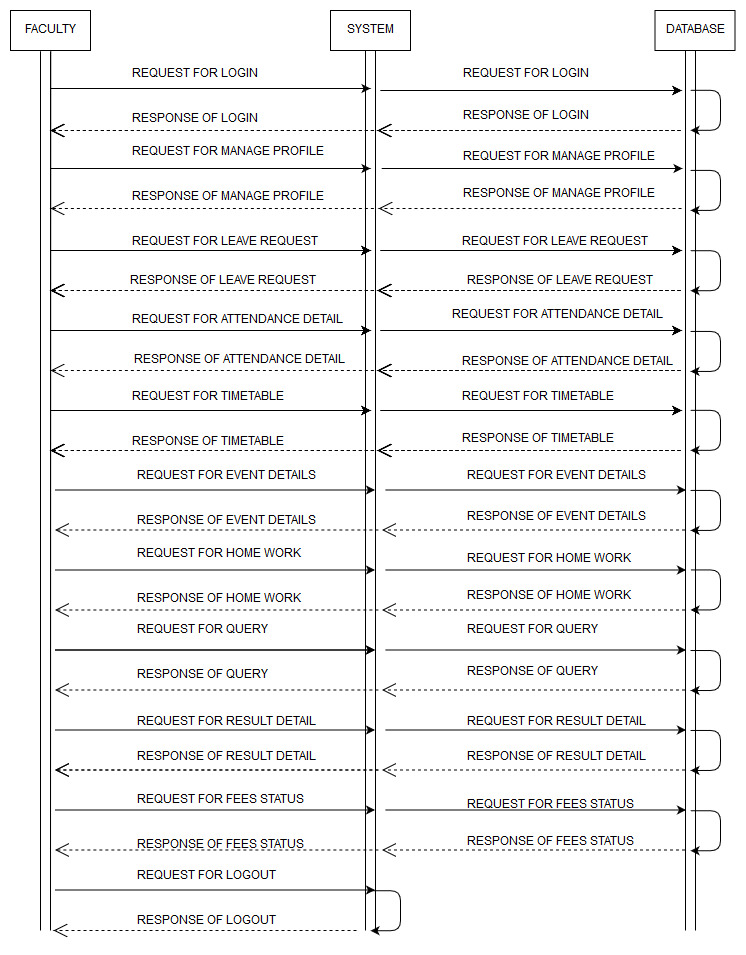 FACULTY
SYSTEM
DATABASE
REQUEST FOR LOGIN
REQUEST FOR LOGIN
RESPONSE OF LOGIN
RESPONSE OF LOGIN
REQUEST FOR MANAGE PROFILE
REQUEST FOR MANAGE PROFILE
RESPONSE OF MANAGE PROFILE
RESPONSE OF MANAGE PROFILE
REQUEST FOR LEAVE REQUEST
REQUEST FOR LEAVE REQUEST
RESPONSE OF LEAVE REQUEST
RESPONSE OF LEAVE REQUEST
REQUEST FOR ATTENDANCE DETAIL
REQUEST FOR ATTENDANCE DETAIL
RESPONSE OF ATTENDANCE DETAIL
RESPONSE OF ATTENDANCE DETAIL
REQUEST FOR TIMETABLE
REQUEST FOR TIMETABLE
RESPONSE OF TIMETABLE
RESPONSE OF TIMETABLE
REQUEST FOR EVENT DETAILS
REQUEST FOR EVENT DETAILS
RESPONSE OF EVENT DETAILS
RESPONSE OF EVENT DETAILS
REQUEST FOR HOME WORK
REQUEST FOR HOME WORK
RESPONSE OF HOME WORK
RESPONSE OF HOME WORK
REQUEST FOR QUERY
REQUEST FOR QUERY
RESPONSE OF QUERY
RESPONSE OF QUERY
REQUEST FOR RESULT DETAIL
REQUEST FOR RESULT DETAIL
RESPONSE OF RESULT DETAIL
RESPONSE OF RESULT DETAIL
REQUEST FOR FEES STATUS
REQUEST FOR FEES STATUS
RESPONSE OF FEES STATUS
RESPONSE OF FEES STATUS
REQUEST FOR LOGOUT
RESPONSE OF LOGOUT